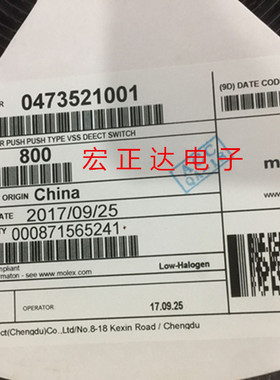 R 0473521001
(9D) DATE CODE
R PUSH PUSH TYPE VSS DEECT SWITCH
800
宏正达电子
m
ORIGIN China
ATE 2017/09/25
TY 000871565241
mpliant
rmaton - see www.molex.com
Low-Halogen
OPERATOR 17.09.25
ct(Chengdu)Co.,Ltd/No.8-18 Kexin Road / Chengdu